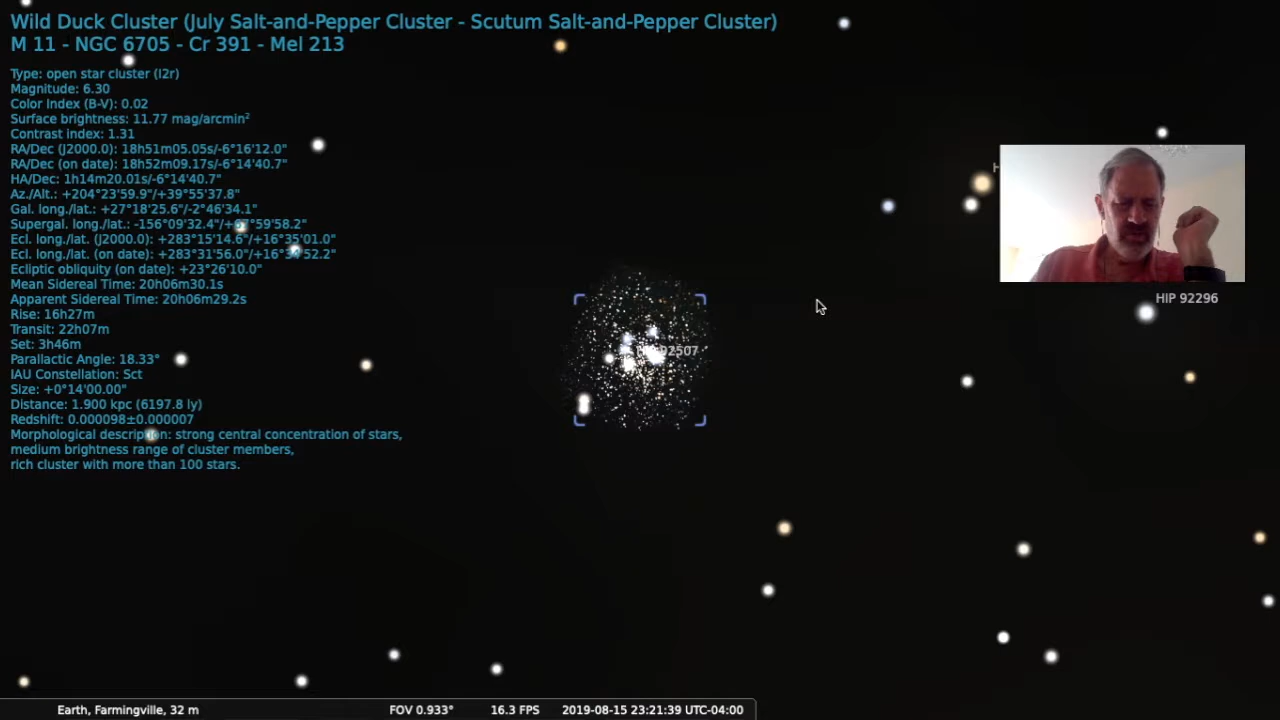 Wild Duck Cluster (July Salt-and-Pepper Cluster - Scutum Salt-and-Pepper Cluster)
M 11 - NGC 6705 - Cr 391 - Mel 213
Type: open star cluster (I2r)
Magnitude: 6.30
Color Index (B-V): 0.02
Surface brightness: 11.77 mag/arcmin²
Contrast index: 1.31
RA/Dec (J2000.0): 18h51m05.05s/-6°16'12.0"
RA/Dec (on date): 18h52m09.17s/-6°14'40.7"
HA/Dec: 1h14m20.01s/-6°14'40.7"
Az./Alt.: +204°23'59.9"/+39°55'37.8"
Gal. long./lat.: +27°18'25.6"/-2°46'34.1"
Supergal. long./lat.:
Ecl. long./lat. (J2000.0): +283°15'14.6"/+16°35'01.0"
Ecl. long./lat. (on date):
Ecliptic obliquity (on date): +23°26'10.0"
Mean Sidereal Time: 20h06m30.1s
Apparent Sidereal Time: 20h06m29.2s
Rise: 16h27m
Transit: 22h07m
Set: 3h46m
Parallactic Angle: 18.33°
IAU Constellation: Sct
Size: +0°14'00.00"
Distance: 1.900 kpc (6197.8 ly)
Redshift: 0.000098±0.000007
Morphological description: strong central concentration of stars,
medium brightness range of cluster members,
rich cluster with more than 100 stars.
HIP 92296
Earth, Farmingville, 32 m FOV 0.933° 16.3 FPS 2019-08-15 23:21:39 UTC-04:00